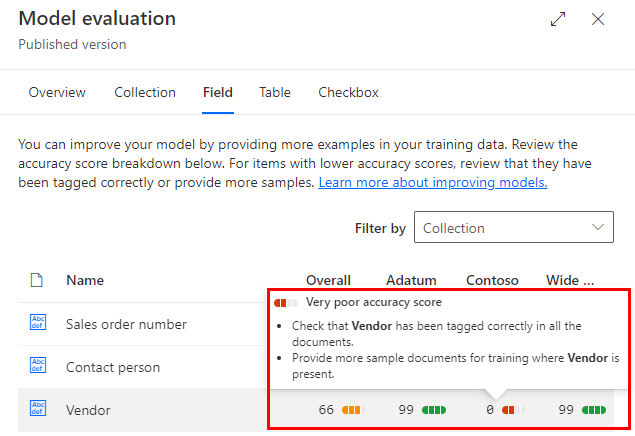 Model evaluation
Published version
Overview Collection Field Table Checkbox
You can improve your model by providing more examples in your training data. Review the
accuracy score breakdown below. For items with lower accuracy scores, review that they have
been tagged correctly or provide more samples. Learn more about improving models.
Filter by Collection
Name Overall Adatum Contoso Wide ...
Very poor accuracy score
• Check that Vendor has been tagged correctly in all the
documents.
• Provide more sample documents for training where Vendor is
present.
Abc
def
Sales order number
Abc
def
Contact person
Abc
def
Vendor 66 99 0 99